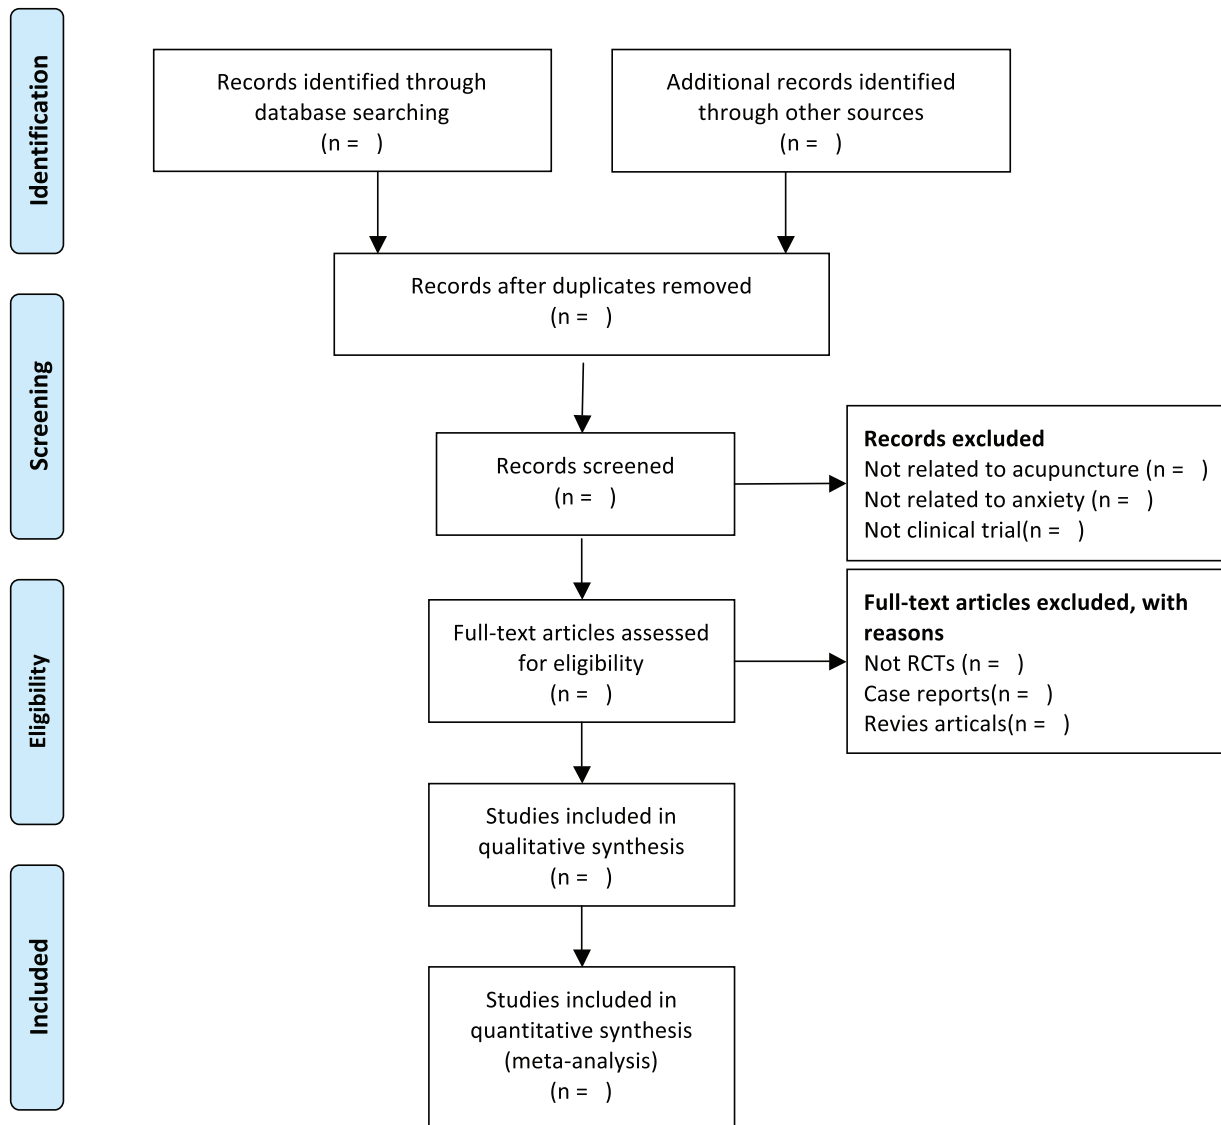 Identification
Records identified through
database searching
(n =   )
Additional records identified
through other sources
(n =   )
Records after duplicates removed
(n =   )
Screening
Records screened
(n =   )
Records excluded
Not related to acupuncture (n =   )
Not related to anxiety (n =   )
Not clinical trial(n =   )
Eligibility
Full-text articles assessed
for eligibility
(n =   )
Full-text articles excluded, with
reasons
Not RCTs (n =   )
Case reports(n =   )
Revies articals(n =   )
Studies included in
qualitative synthesis
(n =   )
Included
Studies included in
quantitative synthesis
(meta-analysis)
(n =   )